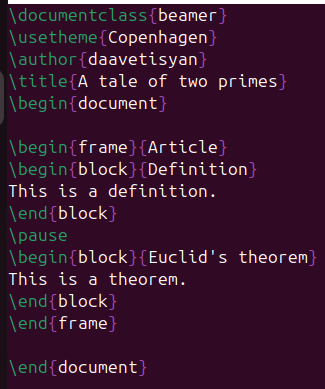 \documentclass{beamer}
\usetheme{Copenhagen}
\author{daavetisyan}
\title{A tale of two primes}
\begin{document}

\begin{frame}{Article}
\begin{block}{Definition}
This is a definition.
\end{block}
\pause
\begin{block}{Euclid's theorem}
This is a theorem.
\end{block}
\end{frame}

\end{document}